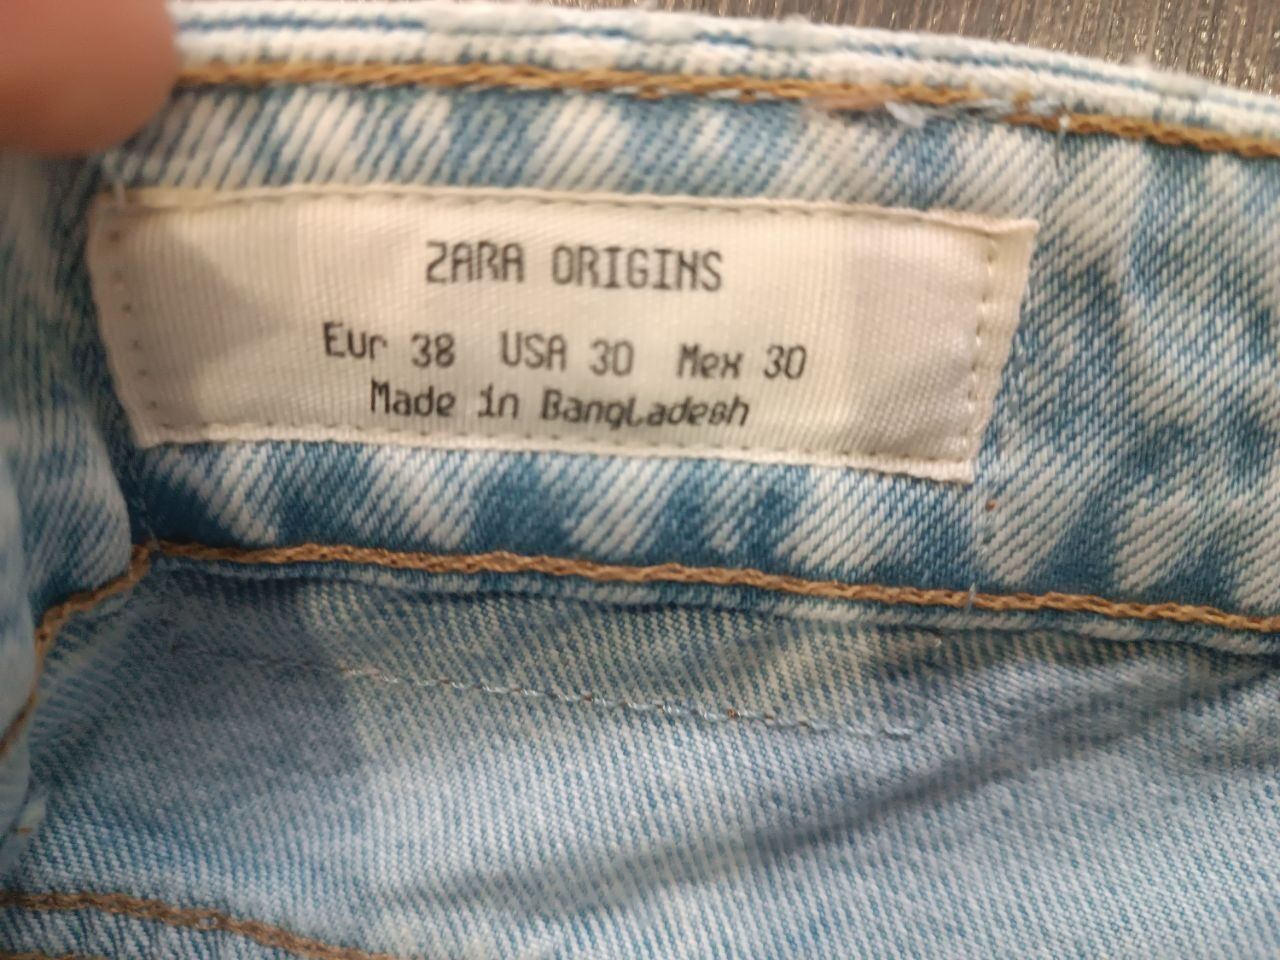 ZARA ORIGINS
Eur 38 USA 30 Mex 30
Made in Bangladesh